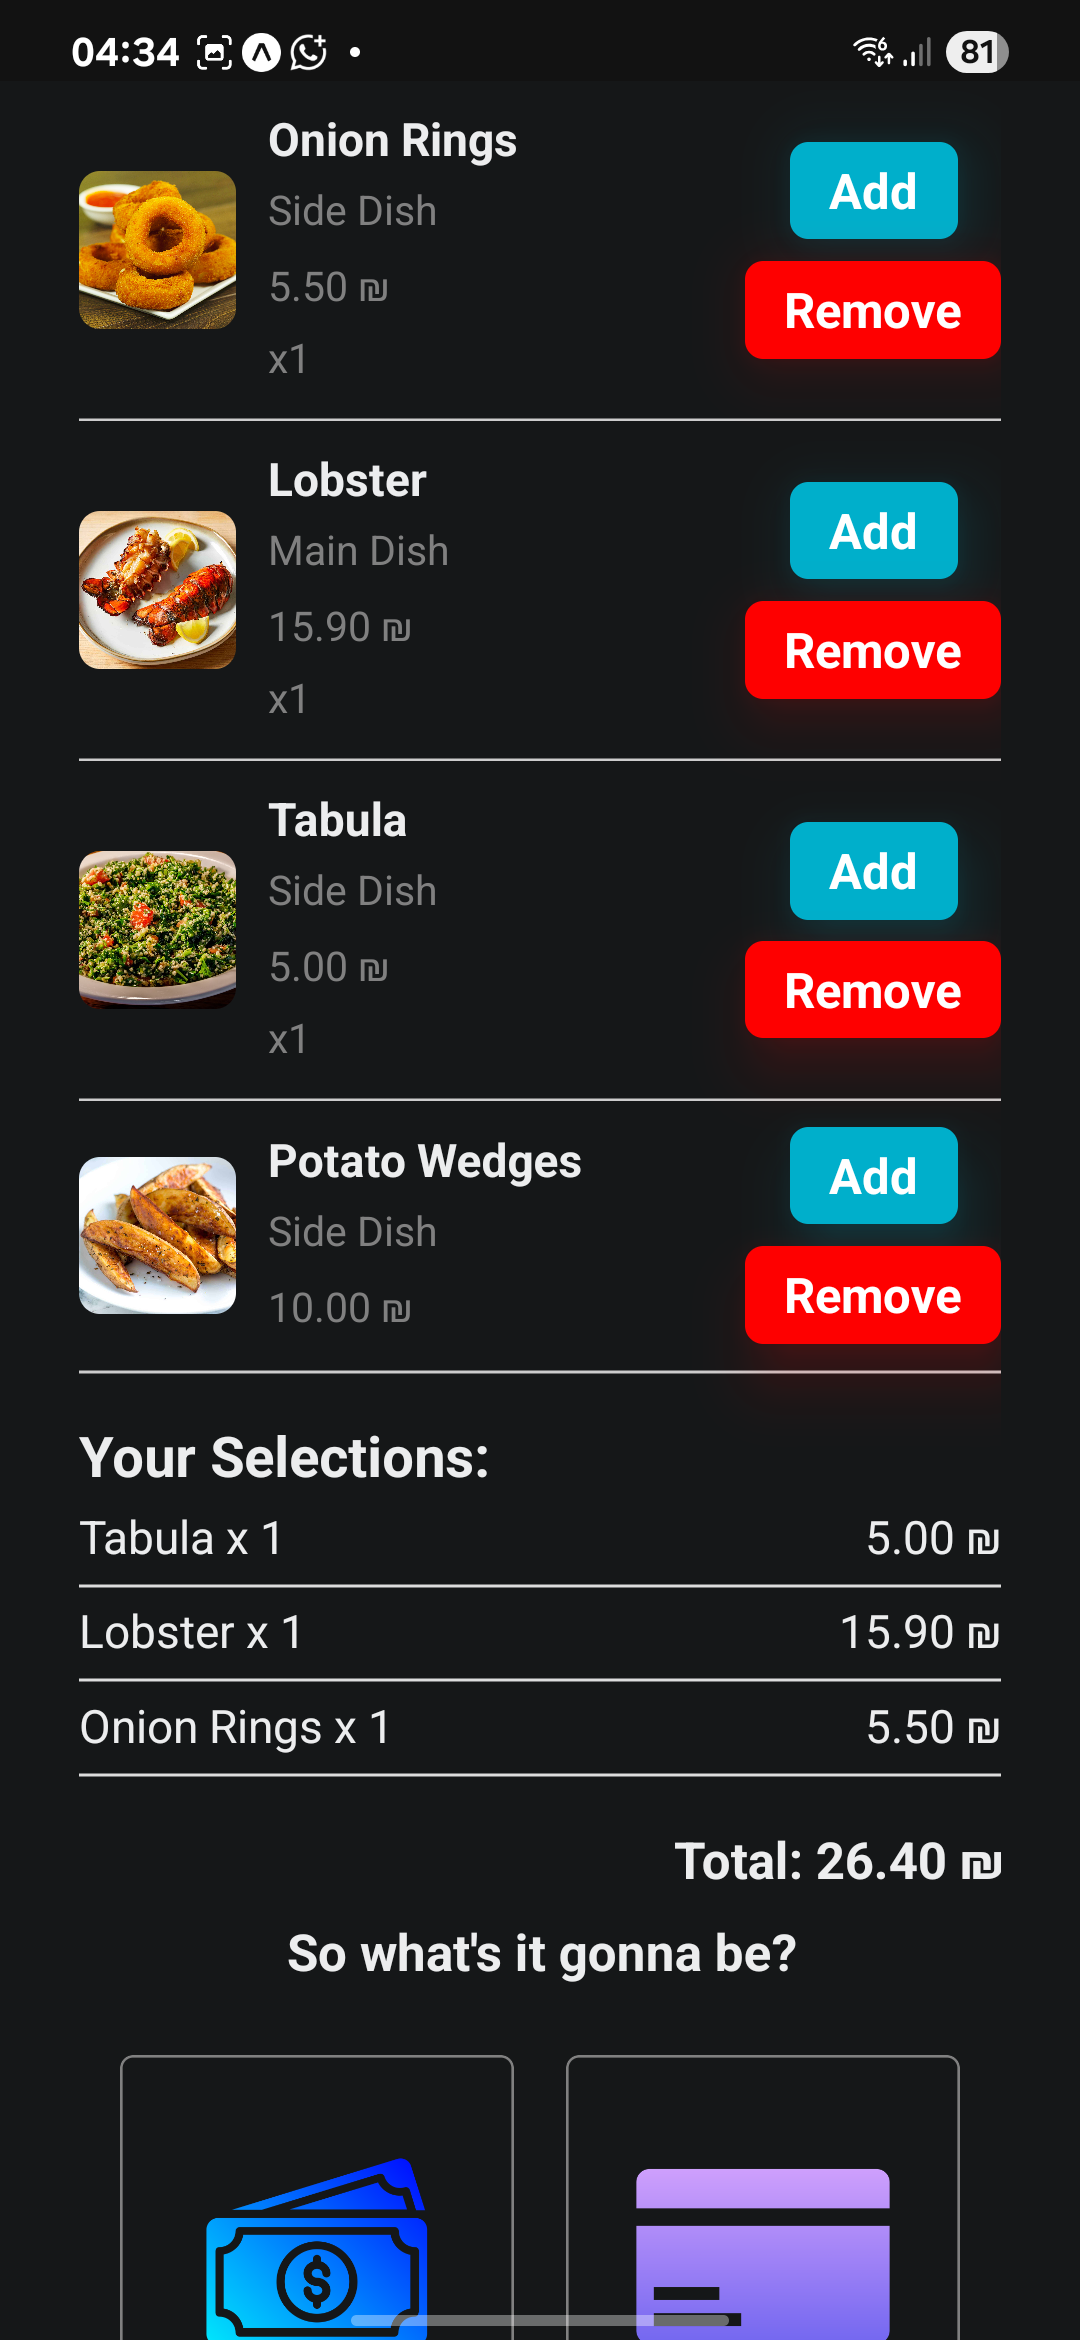 04:34
6
81
Onion Rings
Side Dish
5.50 ₪
x1
Add
Remove
Lobster
Main Dish
15.90 ₪
x1
Add
Remove
Tabula
Side Dish
5.00 ₪
x1
Add
Remove
Potato Wedges
Side Dish
10.00 ₪
Add
Remove
Your Selections:
Tabula x 1 5.00 ₪
Lobster x 1 15.90 ₪
Onion Rings x 1 5.50 ₪
Total: 26.40 ₪
So what's it gonna be?
$